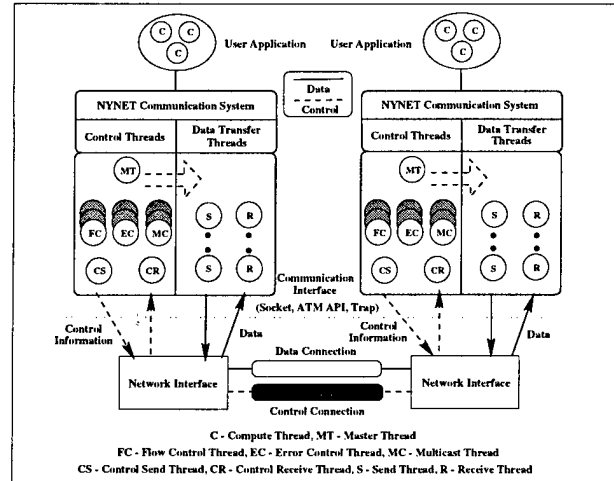 C C C
User Application
User Application
C C C
NYNET Communication System
Data
Control
NYNET Communication System
Control Threads
Data Transfer Threads
Control Threads
Data Transfer Threads
MT
MT
FC EC MC
S R
FC EC MC
S R
CS CR
S R
CS CR
S R
Communication
Interface
(Socket, ATM API, Trap)
Control
Information
Data
Control
Information
Data
Network Interface
Data Connection
Network Interface
Control Connection
C - Compute Thread, MT - Master Thread
FC - Flow Control Thread, EC - Error Control Thread, MC - Multicast Thread
CS - Control Send Thread, CR - Control Receive Thread, S - Send Thread, R - Receive Thread